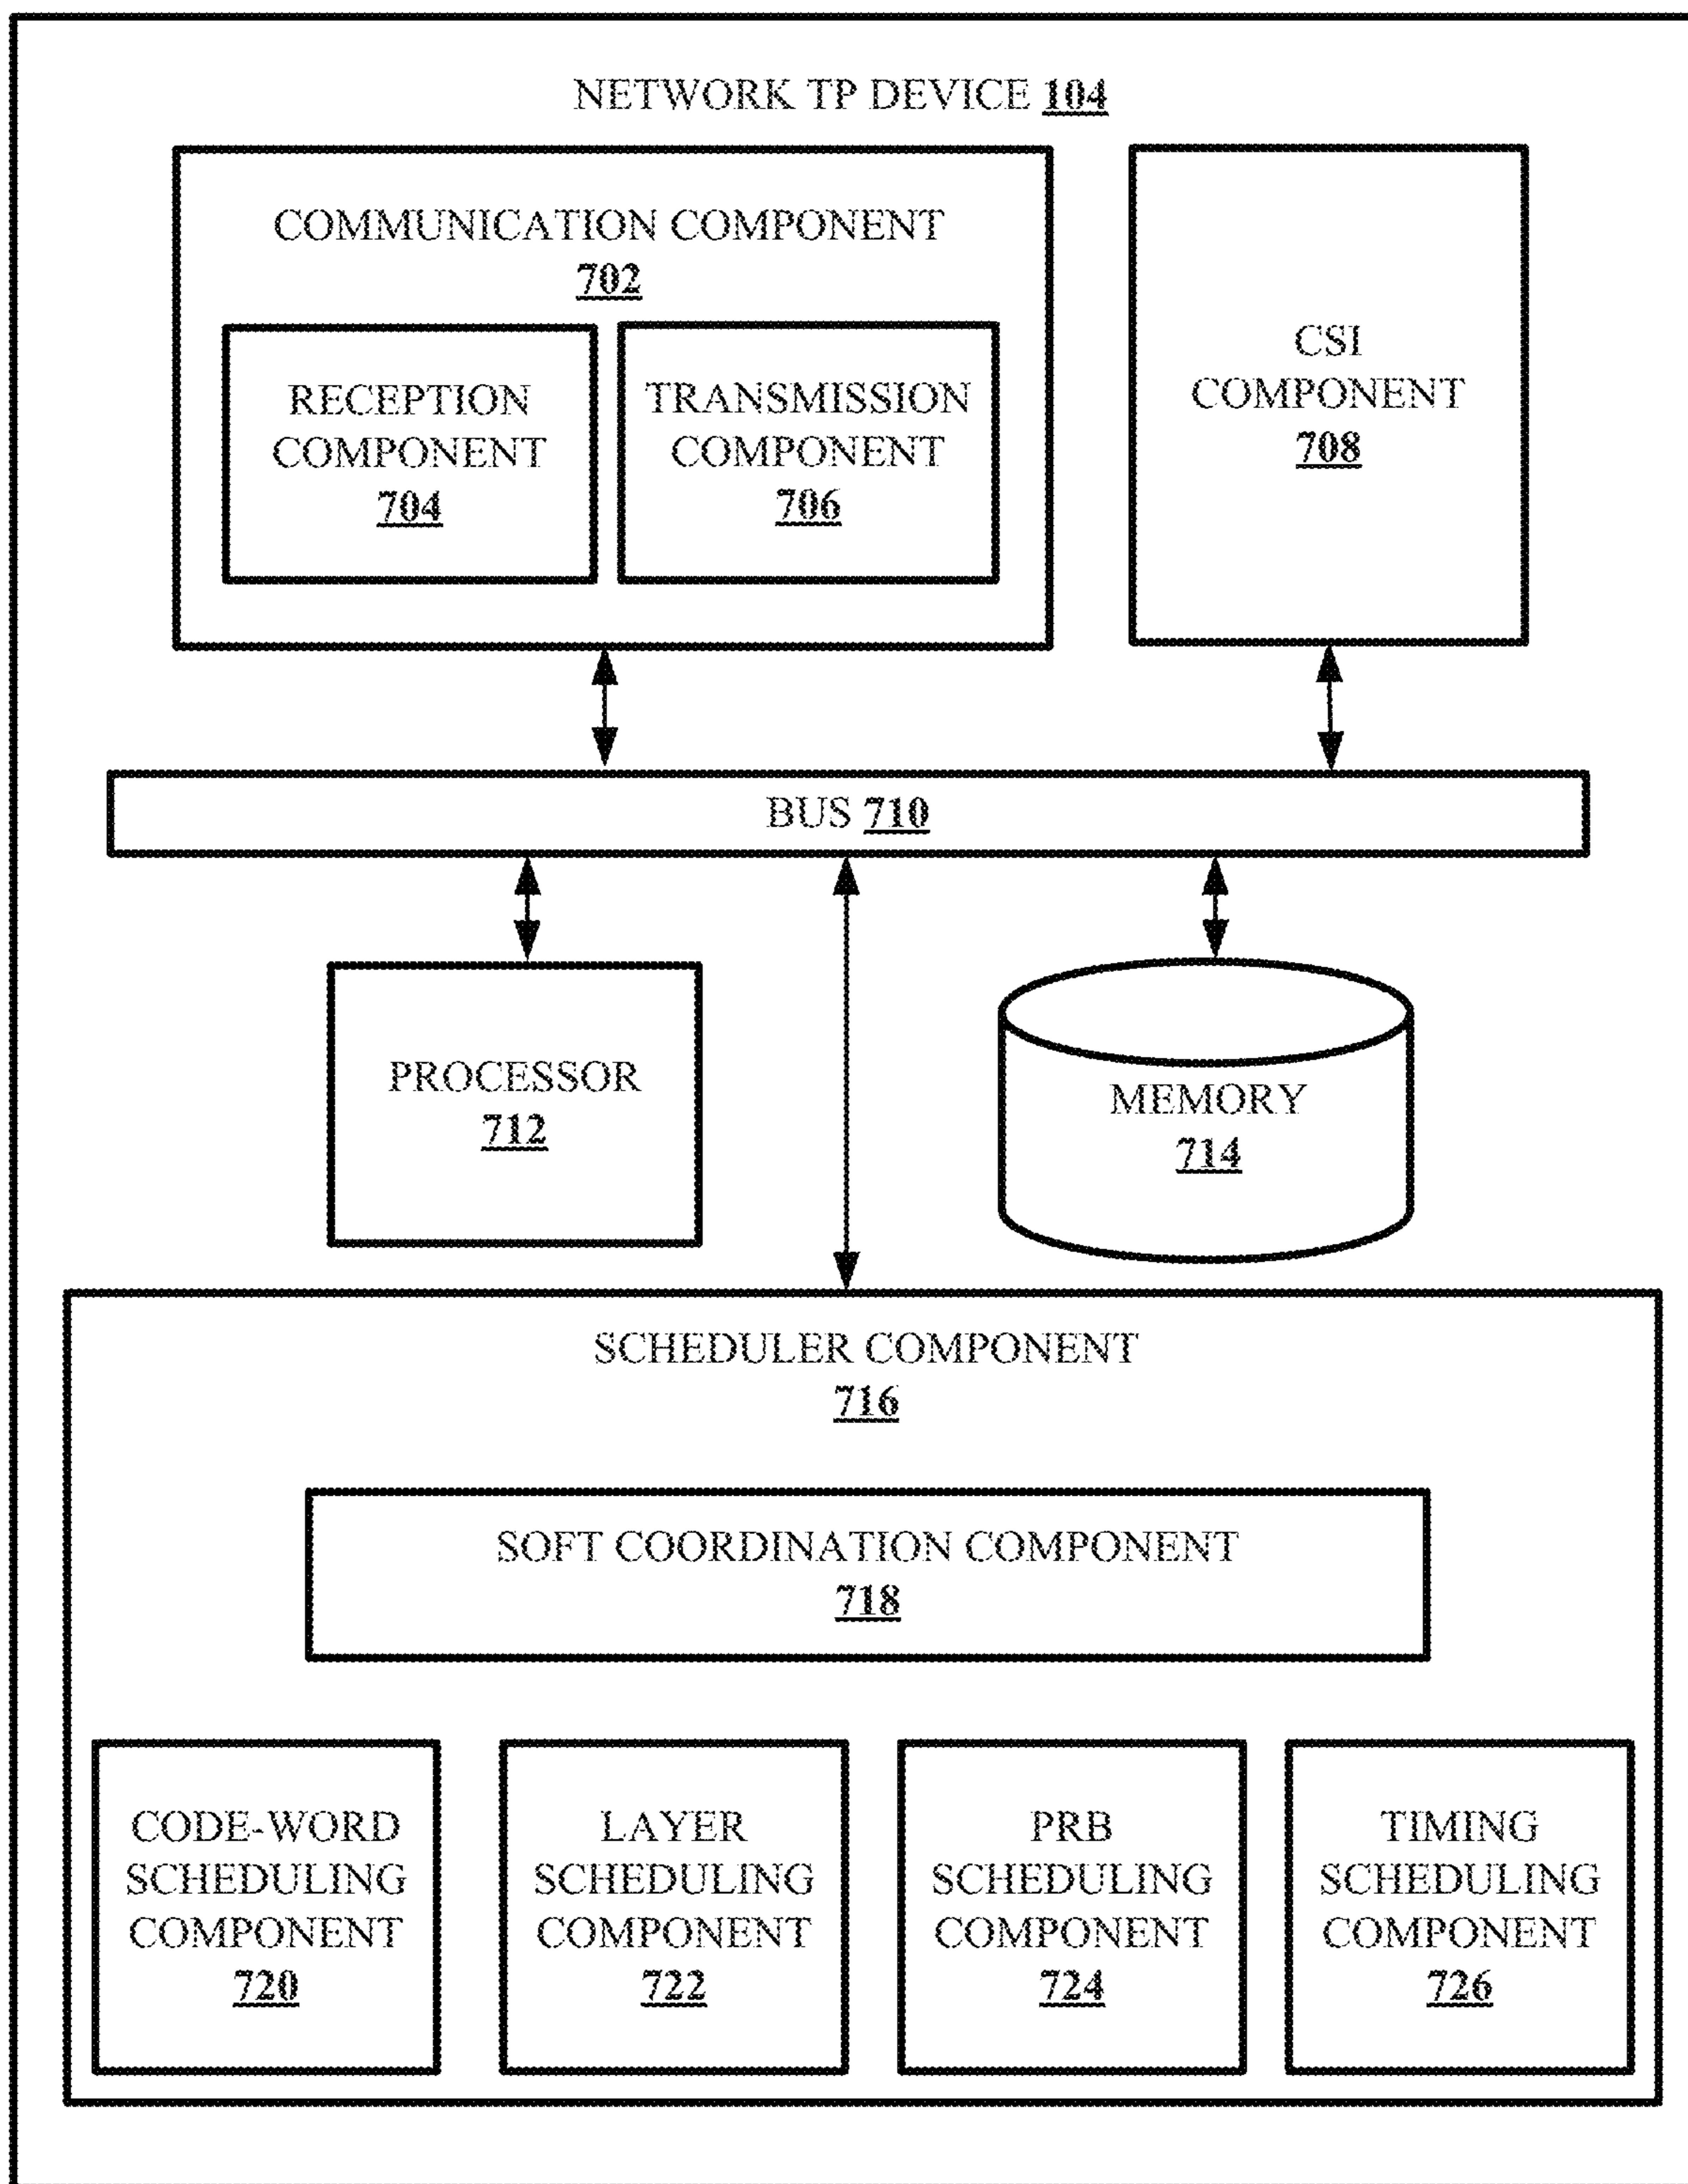 NETWORK TP DEVICE 104
COMMUNICATION COMPONENT
702
RECEPTION
COMPONENT
704
TRANSMISSION
COMPONENT
706
CSI
COMPONENT
708
BUS 710
PROCESSOR
712
MEMORY
714
SCHEDULER COMPONENT
716
SOFT COORDINATION COMPONENT
718
CODE-WORD
SCHEDULING
COMPONENT
720
LAYER
SCHEDULING
COMPONENT
722
PRB
SCHEDULING
COMPONENT
724
TIMING
SCHEDULING
COMPONENT
726